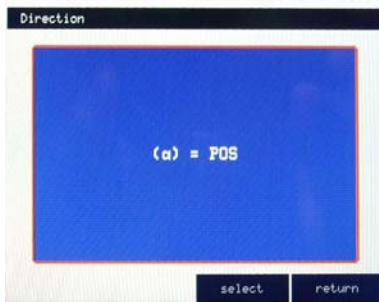 Direction
(α) = POS
select
return